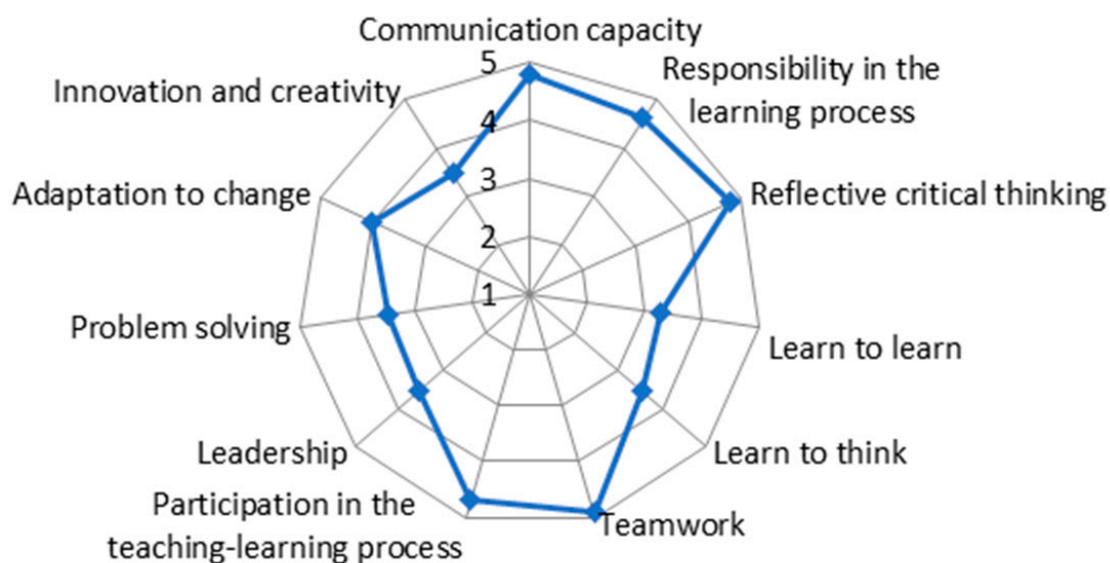 Communication capacity
Responsibility in the
learning process
Reflective critical thinking
Learn to learn
Learn to think
Teamwork
Participation in the
teaching-learning process
Leadership
Problem solving
Adaptation to change
Innovation and creativity
5
4
3
2
1